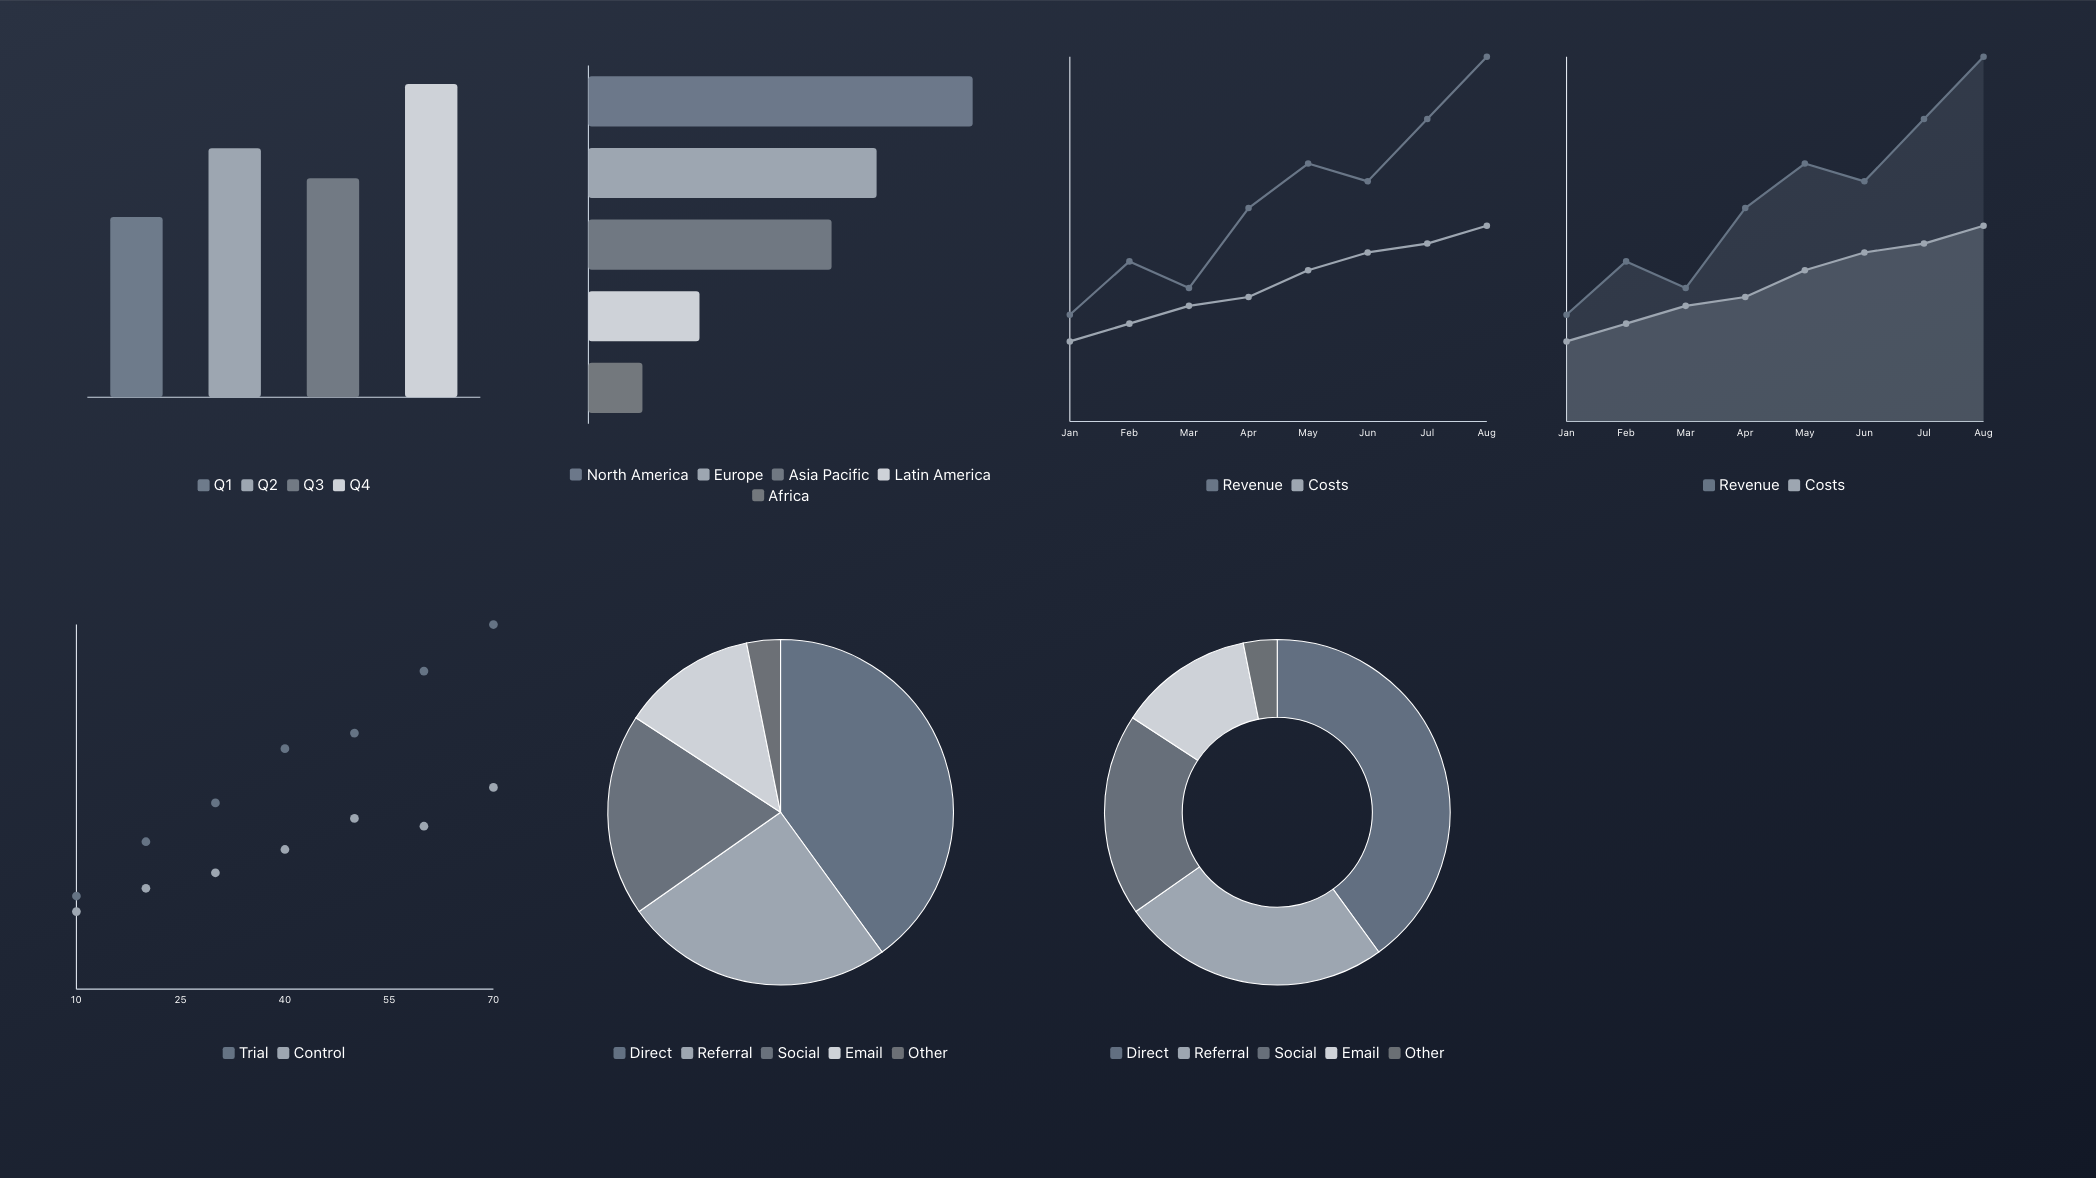 Q1 Q2 Q3 Q4
North America Europe Asia Pacific Latin America
Africa
Jan Feb Mar Apr May Jun Jul Aug
Revenue Costs
Jan Feb Mar Apr May Jun Jul Aug
Revenue Costs
10 25 40 55 70
Trial Control
Direct Referral Social Email Other
Direct Referral Social Email Other